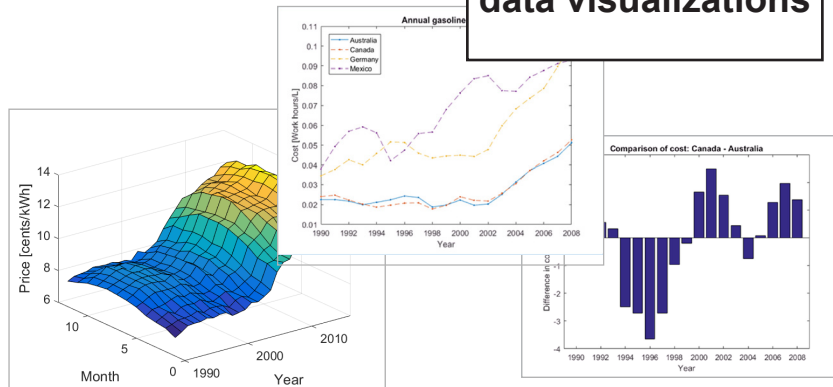 data visualizations
Annual gasoline
0.11
0.1
0.09
0.08
0.07
0.06
0.05
0.04
0.03
0.02
0.01
Cost [Work hours/L]
Australia
Canada
Germany
Mexico
1990 1992 1994 1996 1998 2000 2002 2004 2006 2008
Year
14
12
10
8
6
Price [cents/kWh]
10
5
0
Month
1990
2000
2010
Year
Comparison of cost: Canada - Australia
Difference in co
-2
-3
-4
1990 1992 1994 1996 1998 2000 2002 2004 2006 2008
Year